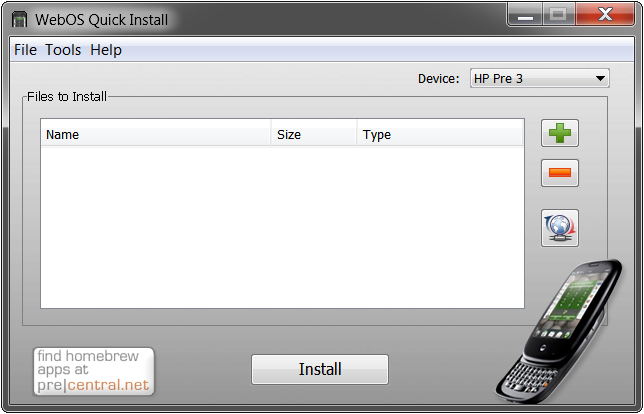 WebOS Quick Install
File Tools Help
Device: HP Pre 3
Files to Install
Name Size Type
find homebrew
apps at
pre|central.net
Install